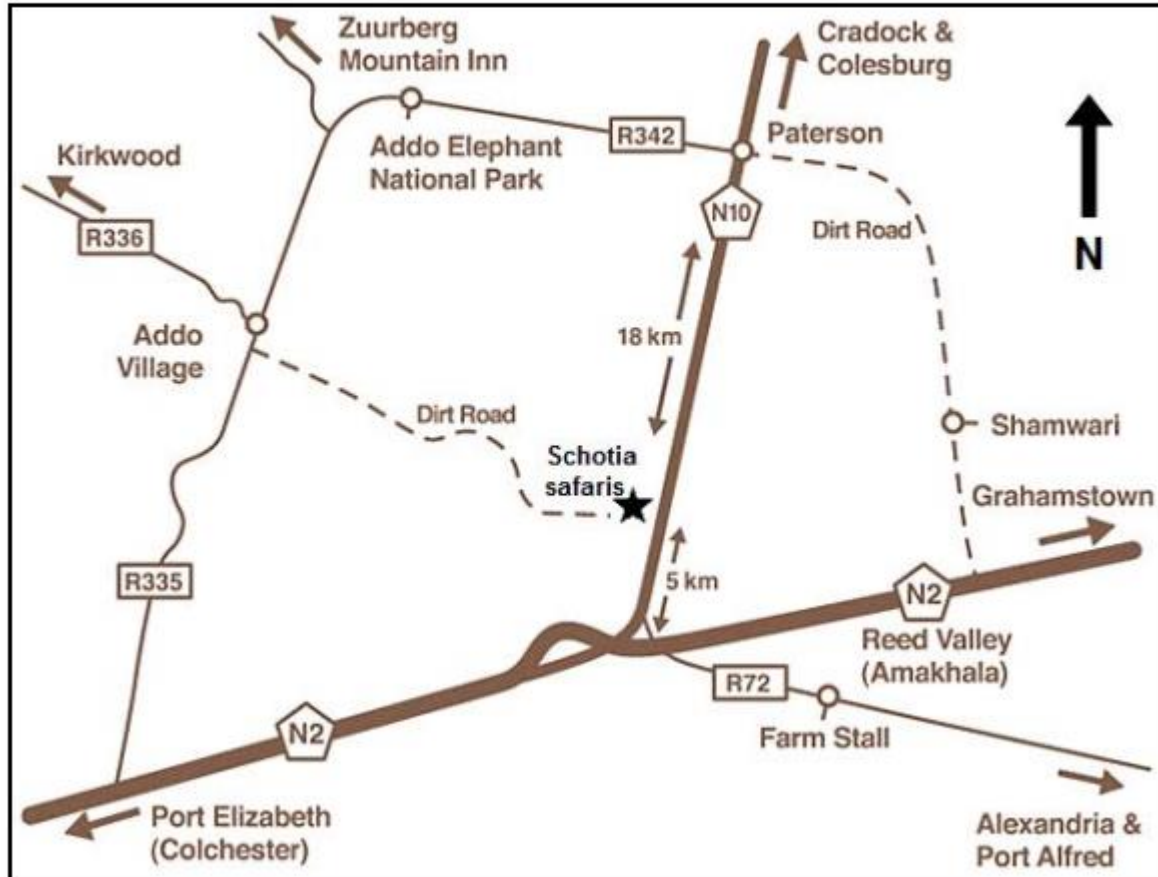 Zuurberg
Mountain Inn
Cradock &
Colesburg
Kirkwood
Addo Elephant
National Park
R342
Paterson
R336
N10
Dirt Road
N
Addo
Village
18 km
Dirt Road
Schotia
safaris
Shamwari
Grahamstown
R335
5 km
N2
Reed Valley
(Amakhala)
R72
N2
Farm Stall
Port Elizabeth
(Colchester)
Alexandria &
Port Alfred